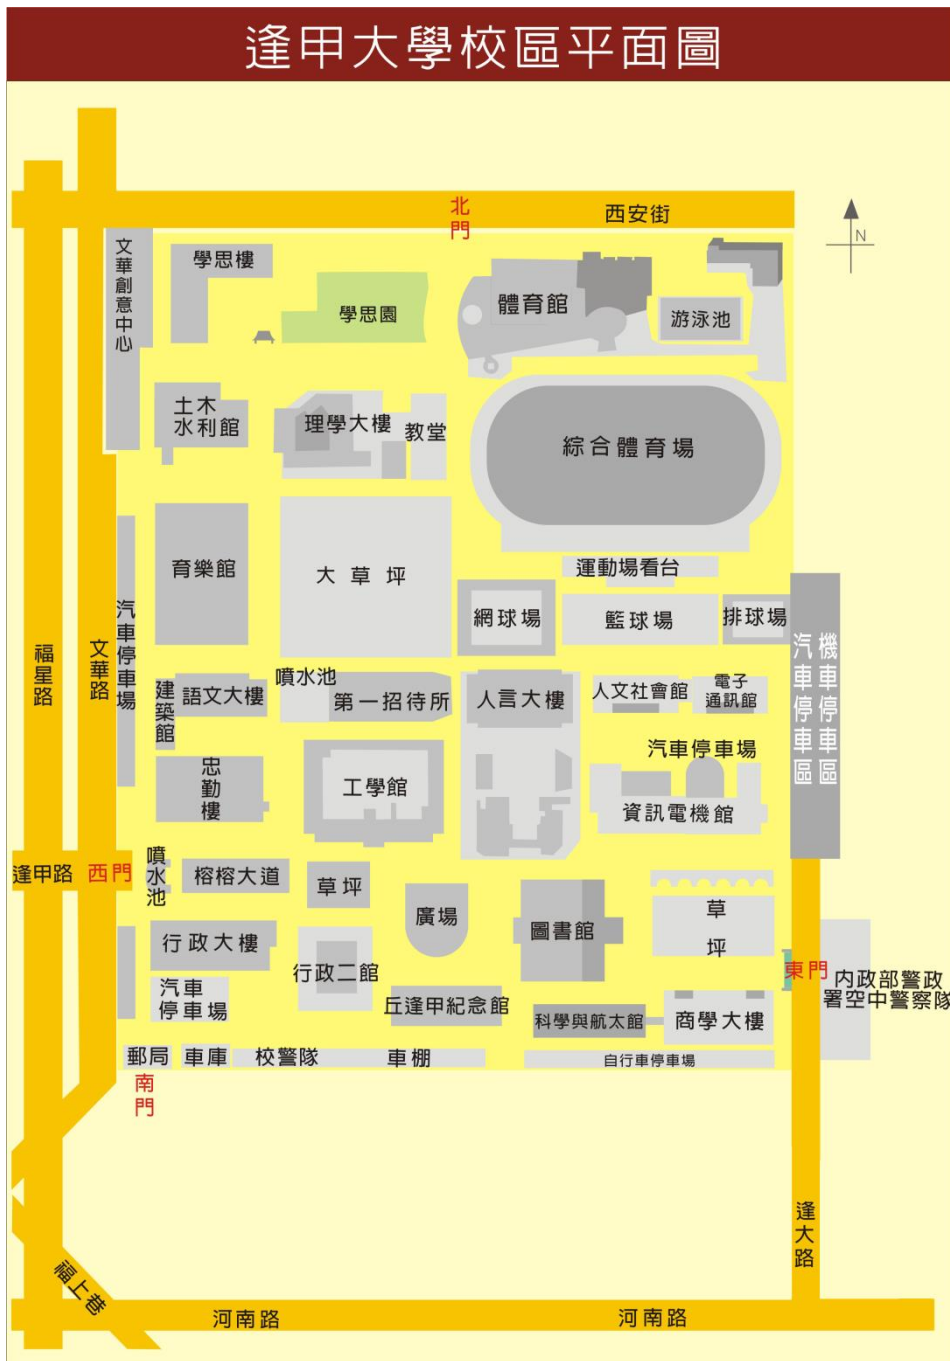 逢甲大學校區平面圖
北門
西安街
N
文華創意中心
學思樓
學思園
體育館
游泳池
土木
水利館
理學大樓
教堂
綜合體育場
育樂館
大草坪
運動場看台
網球場
籃球場
排球場
汽車停車場
福星路
文華路
汽車停車區
機車停車區
建築館
語文大樓
噴水池
第一招待所
人言大樓
人文社會館
電子
通訊館
忠勤樓
工學館
汽車停車場
資訊電機館
逢甲路
西門
噴水池
榕榕大道
草坪
廣場
圖書館
草坪
行政大樓
行政二館
東門
內政部警政
署空中警察隊
汽車
停車場
丘逢甲紀念館
科學與航太館
商學大樓
郵局
車庫
校警隊
車棚
自行車停車場
南門
逢大路
福上巷
河南路
河南路